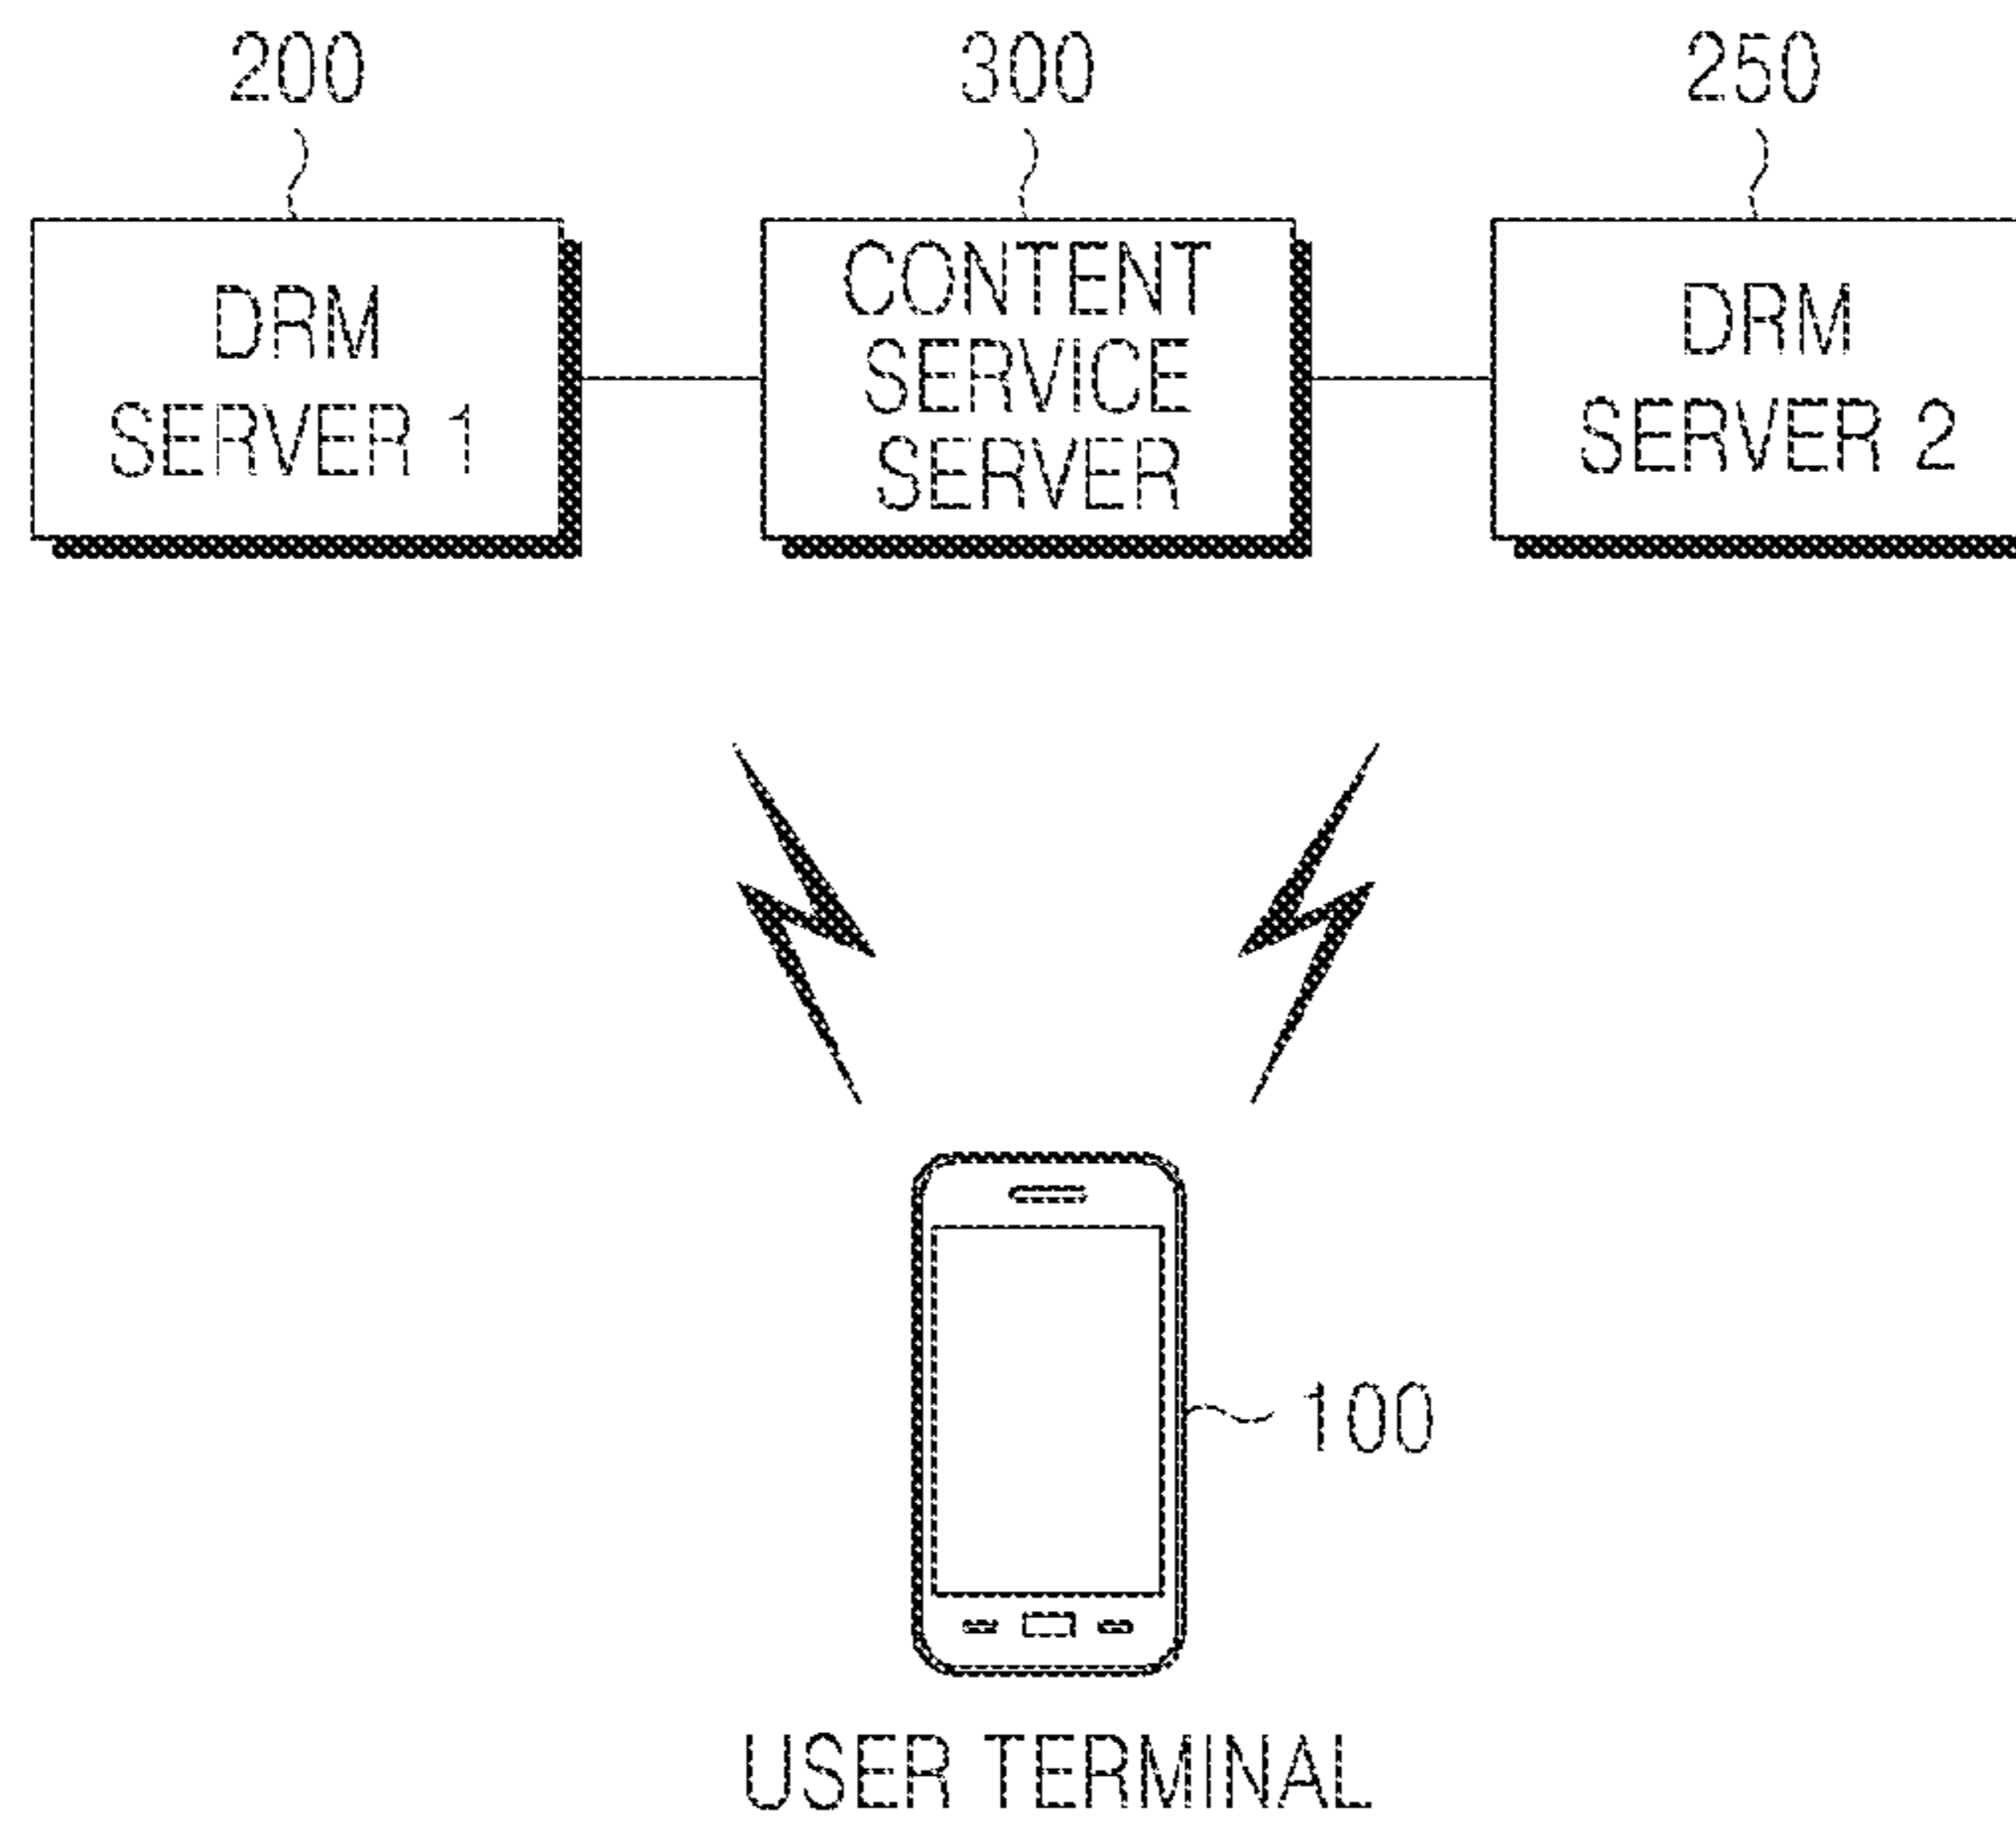 200
300
250
DRM
SERVER 1
CONTENT
SERVICE
SERVER
DRM
SERVER 2
100
USER TERMINAL